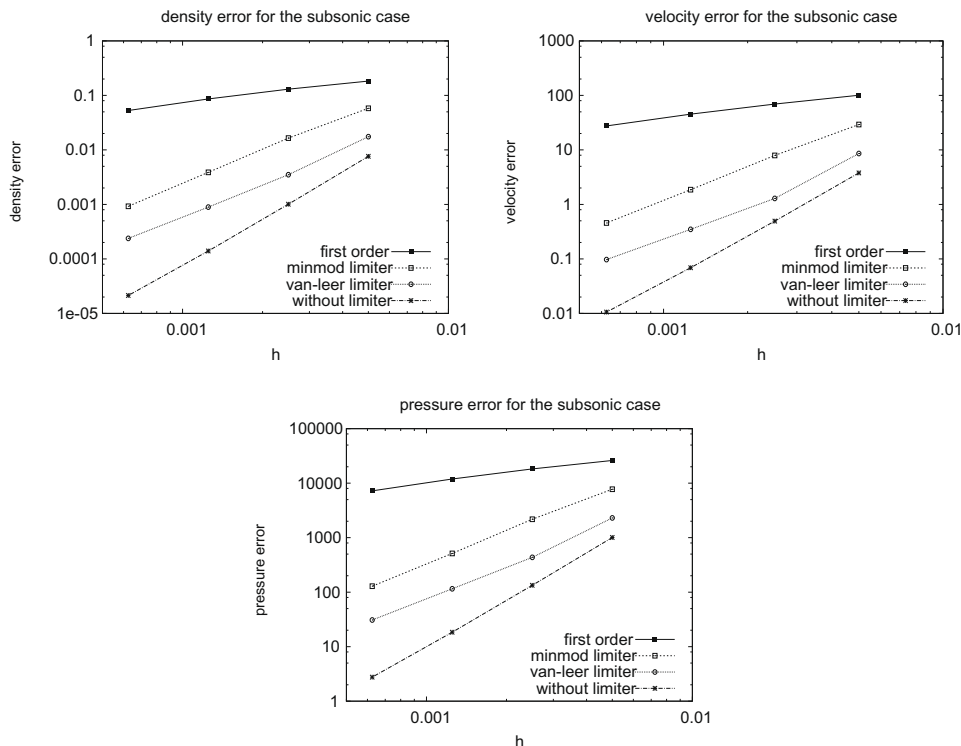 density error for the subsonic case
1
0.1
0.01
0.001
0.0001
1e-05
density error
first order
minmod limiter
van-leer limiter
without limiter
0.001
0.01
h
velocity error for the subsonic case
1000
100
10
1
0.1
0.01
velocity error
first order
minmod limiter
van-leer limiter
without limiter
0.001
0.01
h
pressure error for the subsonic case
100000
10000
1000
100
10
1
pressure error
first order
minmod limiter
van-leer limiter
without limiter
0.001
0.01
h